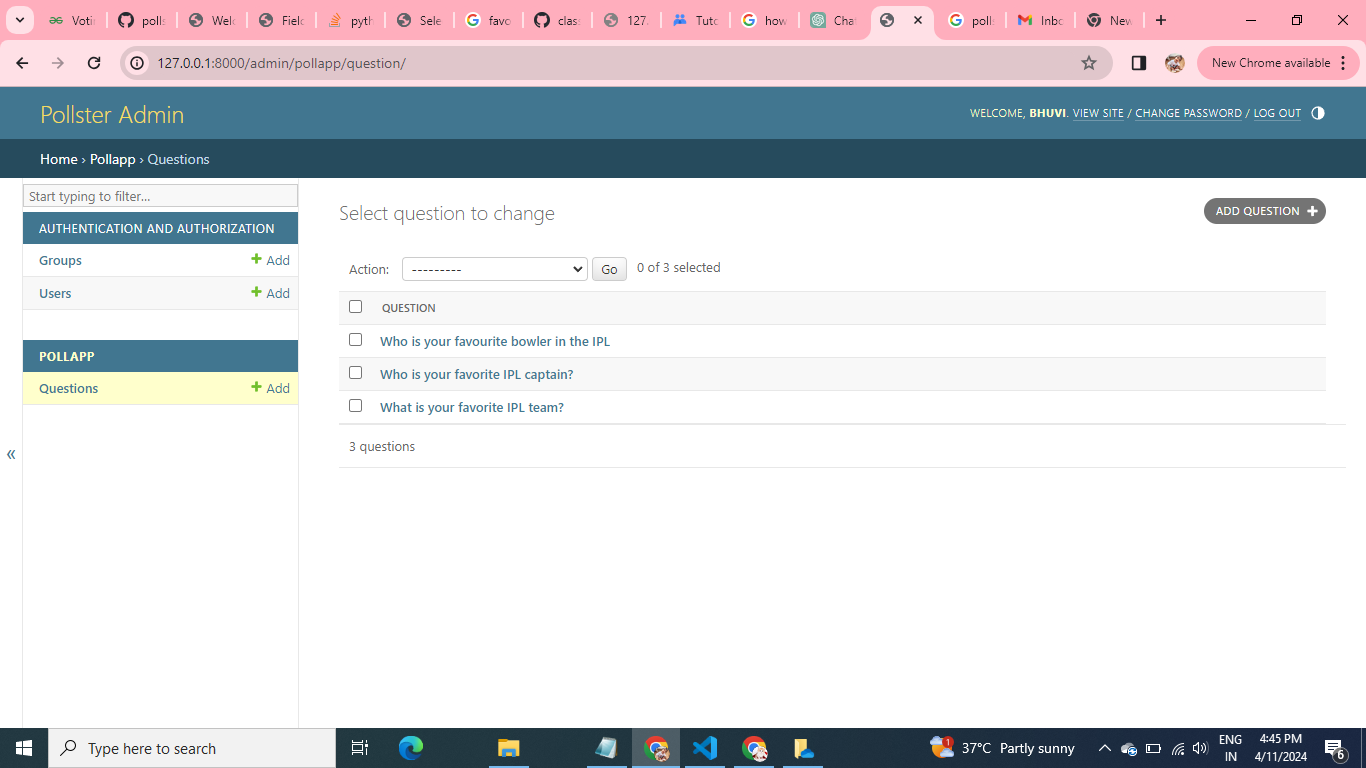 Voti
polls
Welc
Field
pyth
Sele
favo
class
127.
Tuto
how
Cha
polls
Inbo
New
127.0.0.1:8000/admin/pollapp/question/
New Chrome available
Pollster Admin
WELCOME, BHUVI. VIEW SITE / CHANGE PASSWORD / LOG OUT
Home › Pollapp › Questions
Start typing to filter...
AUTHENTICATION AND AUTHORIZATION
Groups + Add
Users + Add
POLLAPP
Questions + Add
«
Select question to change
ADD QUESTION +
Action: --------- Go 0 of 3 selected
QUESTION
Who is your favourite bowler in the IPL
Who is your favorite IPL captain?
What is your favorite IPL team?
3 questions
Type here to search
1
37°C Partly sunny
ENG
IN
4:45 PM
4/11/2024
6